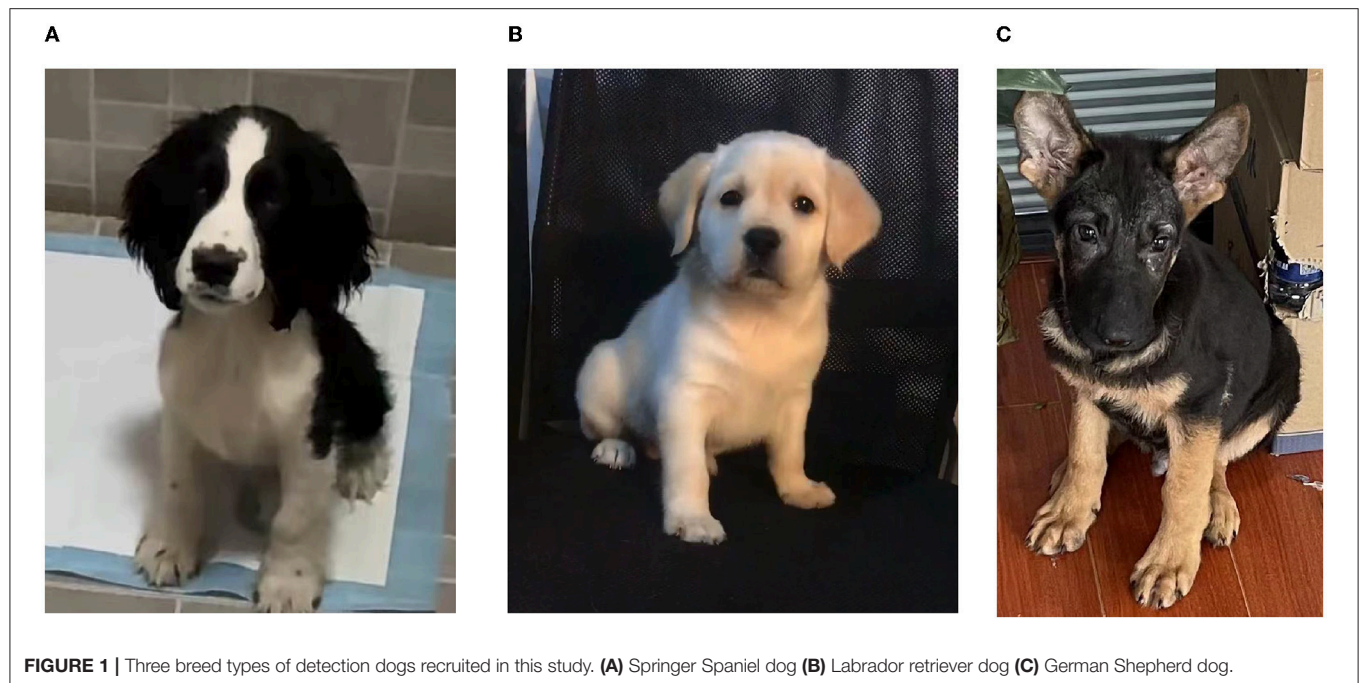 A
B
C
FIGURE 1 | Three breed types of detection dogs recruited in this study. (A) Springer Spaniel dog (B) Labrador retriever dog (C) German Shepherd dog.